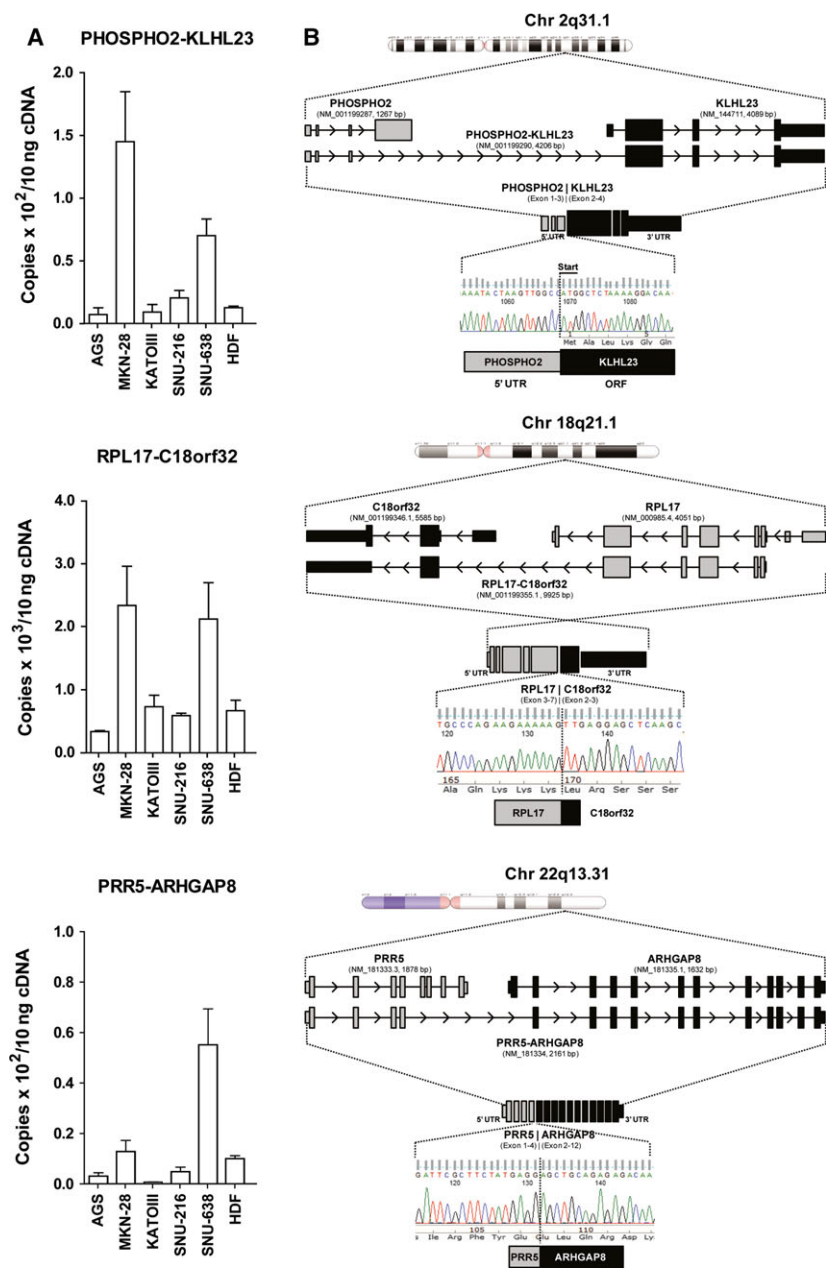 A
PHOSPHO2-KLHL23
Copies x 10² /10 ng cDNA
2.0
1.5
1.0
0.5
0.0
AGS
MKN-28
KATOIII
SNU-216
SNU-638
HDF
RPL17-C18orf32
Copies x 10³ /10 ng cDNA
4.0
3.0
2.0
1.0
0.0
AGS
MKN-28
KATOIII
SNU-216
SNU-638
HDF
PRR5-ARHGAP8
Copies x 10² /10 ng cDNA
1.0
0.8
0.6
0.4
0.2
0.0
AGS
MKN-28
KATOIII
SNU-216
SNU-638
HDF
B
Chr 2q31.1
PHOSPHO2
(NM_001199287, 1267 bp)
KLHL23
(NM_144711, 4089 bp)
PHOSPHO2-KLHL23
(NM_001199290, 4206 bp)
PHOSPHO2 | KLHL23
(Exon 1-3) | (Exon 2-4)
5' UTR 3' UTR
Start
AAATACTAAGTTGGCCATGGCTCTAAAAGGACAA
1060 1070 1080
1 5
Met Ala Leu Lys Gly Gln
PHOSPHO2 KLHL23
5' UTR ORF
Chr 18q21.1
C18orf32
(NM_001199346.1, 5585 bp)
RPL17
(NM_000985.4, 4051 bp)
RPL17-C18orf32
(NM_001199355.1, 9925 bp)
5' UTR 3' UTR
RPL17 | C18orf32
(Exon 3-7) | (Exon 2-3)
TGCCCAGAAGAAAAAGTTGAGGAGCTCAAGC
120 130 140
165 170
Ala Gln Lys Lys Lys Leu Arg Ser Ser Ser
RPL17 C18orf32
Chr 22q13.31
PRR5
(NM_181333.3, 1878 bp)
ARHGAP8
(NM_181335.1, 1632 bp)
PRR5-ARHGAP8
(NM_181334, 2161 bp)
5' UTR 3' UTR
PRR5 | ARHGAP8
(Exon 1-4) | (Exon 2-12)
GATTCGCTTCTATGAGGAGCTGCAGAGAGACAA
120 130 140
105 110
s Ile Arg Phe Tyr Glu Glu Leu Gln Arg Asp Ly
PRR5 ARHGAP8